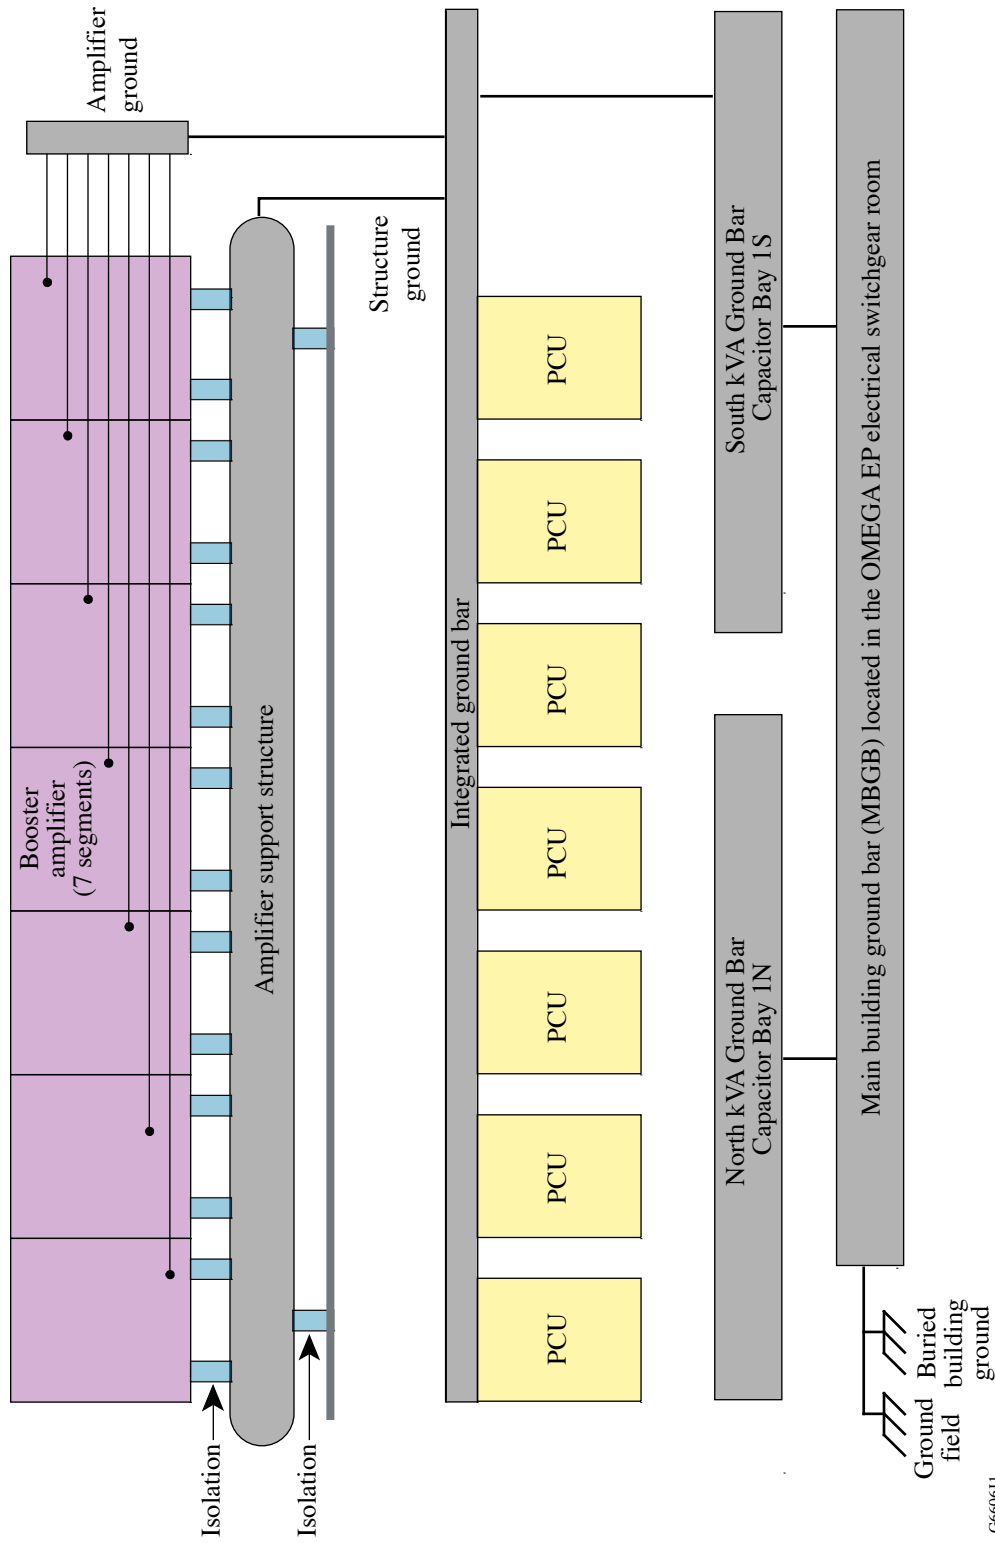 Booster
amplifier
(7 segments)
Amplifier
ground
Isolation
Amplifier support structure
Isolation
Structure
ground
Integrated ground bar
PCU
PCU
PCU
PCU
PCU
PCU
PCU
North kVA Ground Bar
Capacitor Bay 1N
South kVA Ground Bar
Capacitor Bay 1S
Main building ground bar (MBGB) located in the OMEGA EP electrical switchgear room
Ground
field
Buried
building
ground